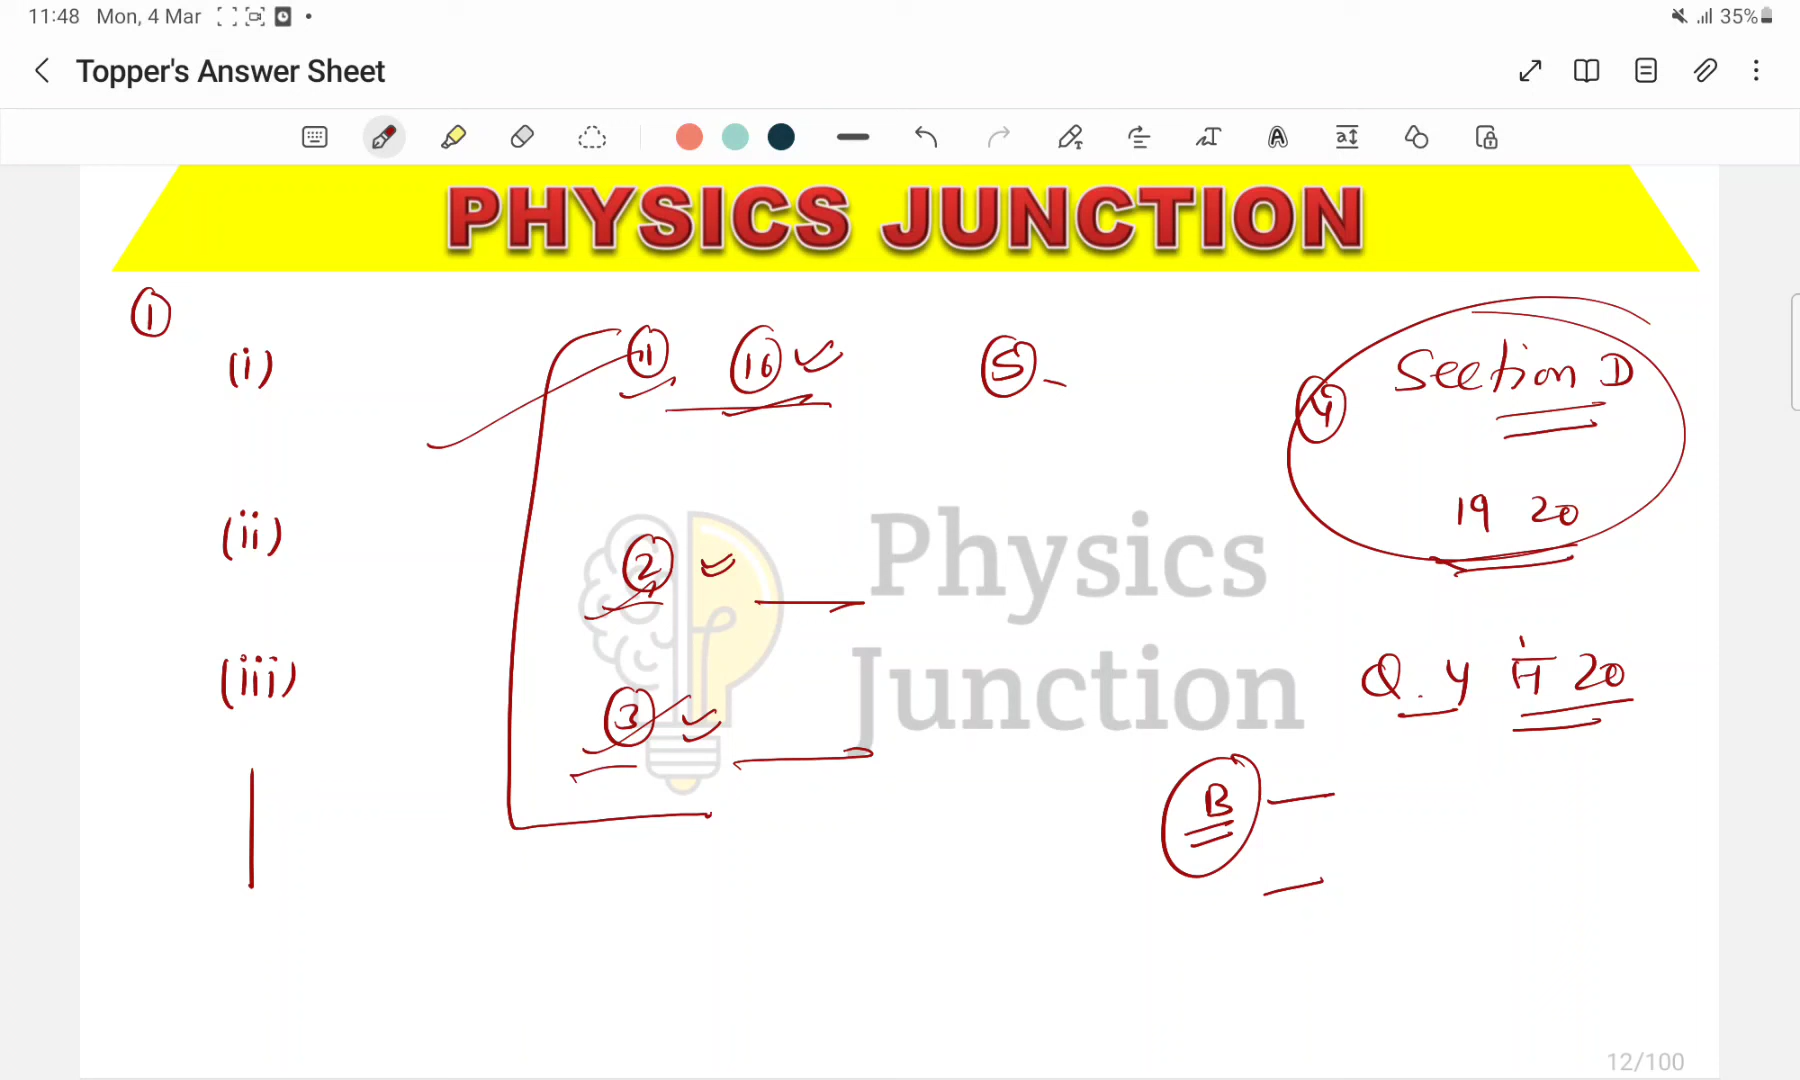 11:48 Mon, 4 Mar 35%
Topper's Answer Sheet
PHYSICS JUNCTION
1
(i) 1 16 5 Section D
4
(ii) 2 19 20
Physics
Junction
(iii) 3 Q. 4 20
B
12/100